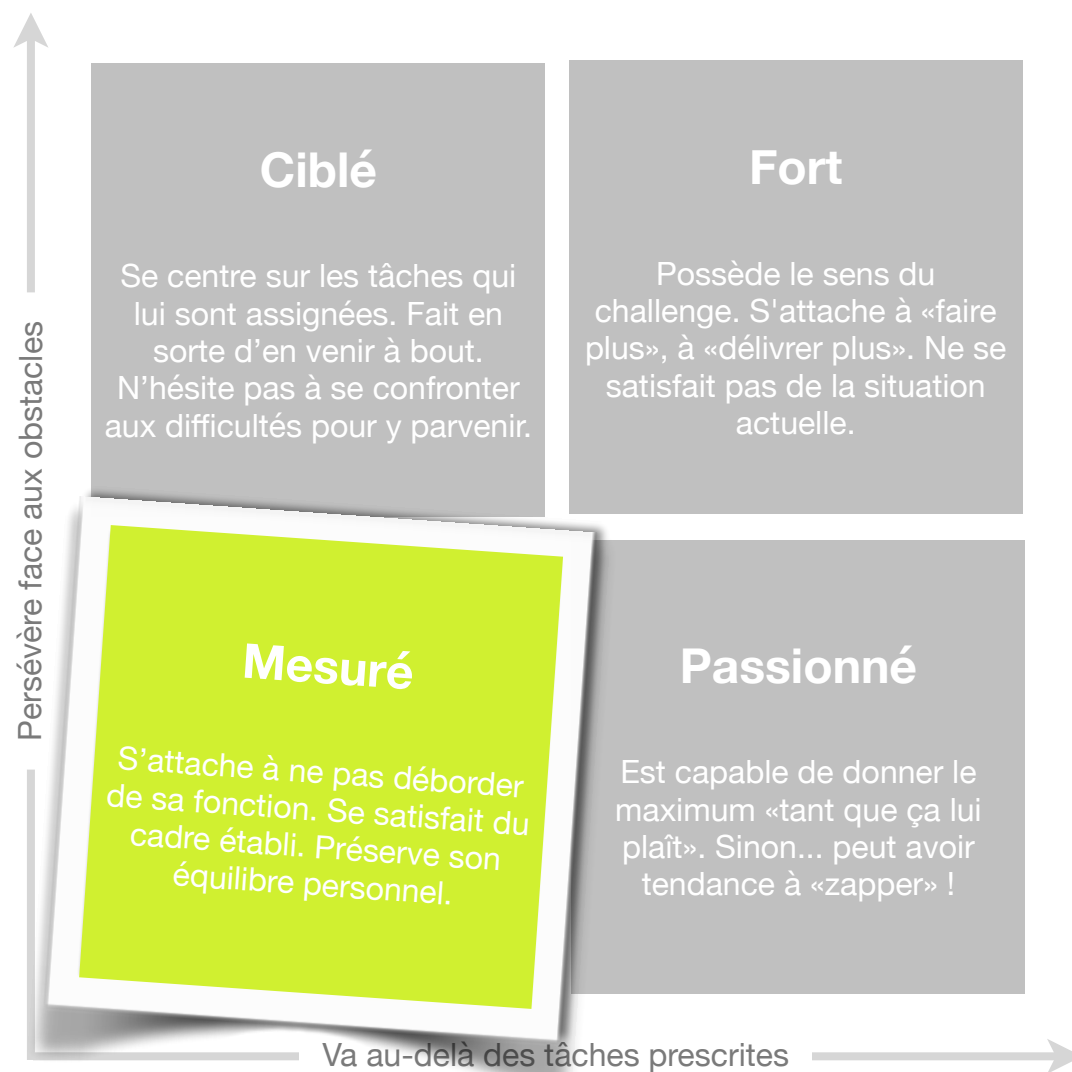 Ciblé
Se centre sur les tâches qui
lui sont assignées. Fait en
sorte d’en venir à bout.
N’hésite pas à se confronter
aux difficultés pour y parvenir.
Fort
Possède le sens du
challenge. S'attache à «faire
plus», à «délivrer plus». Ne se
satisfait pas de la situation
actuelle.
Persévère face aux obstacles
Mesuré
S’attache à ne pas déborder
de sa fonction. Se satisfait du
cadre établi. Préserve son
équilibre personnel.
Passionné
Est capable de donner le
maximum «tant que ça lui
plaît». Sinon... peut avoir
tendance à «zapper» !
Va au-delà des tâches prescrites